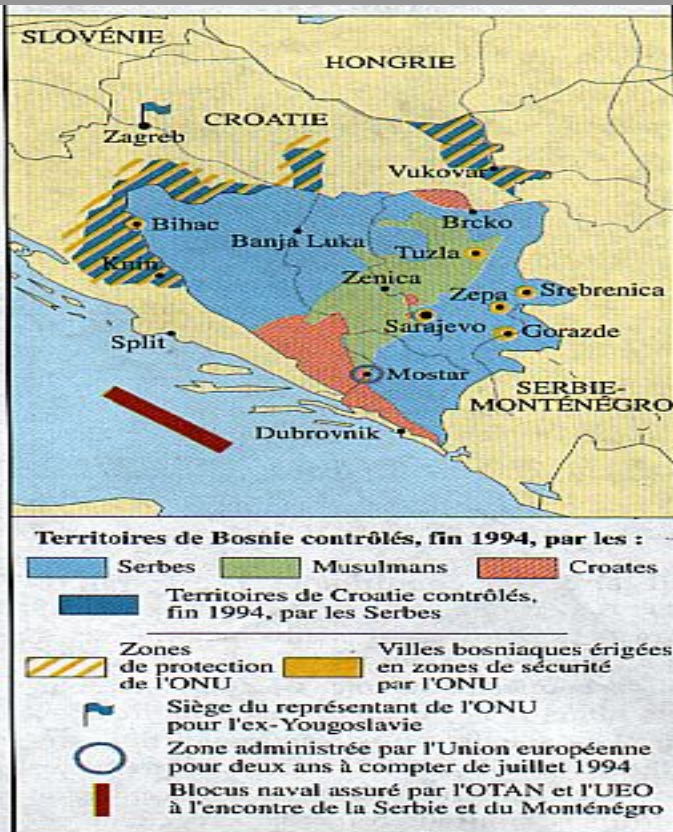 SLOVÉNIE
HONGRIE
CROATIE
Zagreb
Vukovar
Bihac
Banja Luka
Brcko
Tuzla
Knin
Zenica
Zepa
Srebrenica
Sarajevo
Gorazde
Split
Mostar
SERBIE-
MONTÉNÉGRO
Dubrovnik
Territoires de Bosnie contrôlés, fin 1994, par les :
Serbes
Musulmans
Croates
Territoires de Croatie contrôlés,
fin 1994, par les Serbes
Zones
de protection
de l'ONU
Villes bosniaques érigées
en zones de sécurité
par l'ONU
Siège du représentant de l'ONU
pour l'ex-Yougoslavie
Zone administrée par l'Union européenne
pour deux ans à compter de juillet 1994
Blocus naval assuré par l'OTAN et l'UEO
à l'encontre de la Serbie et du Monténégro